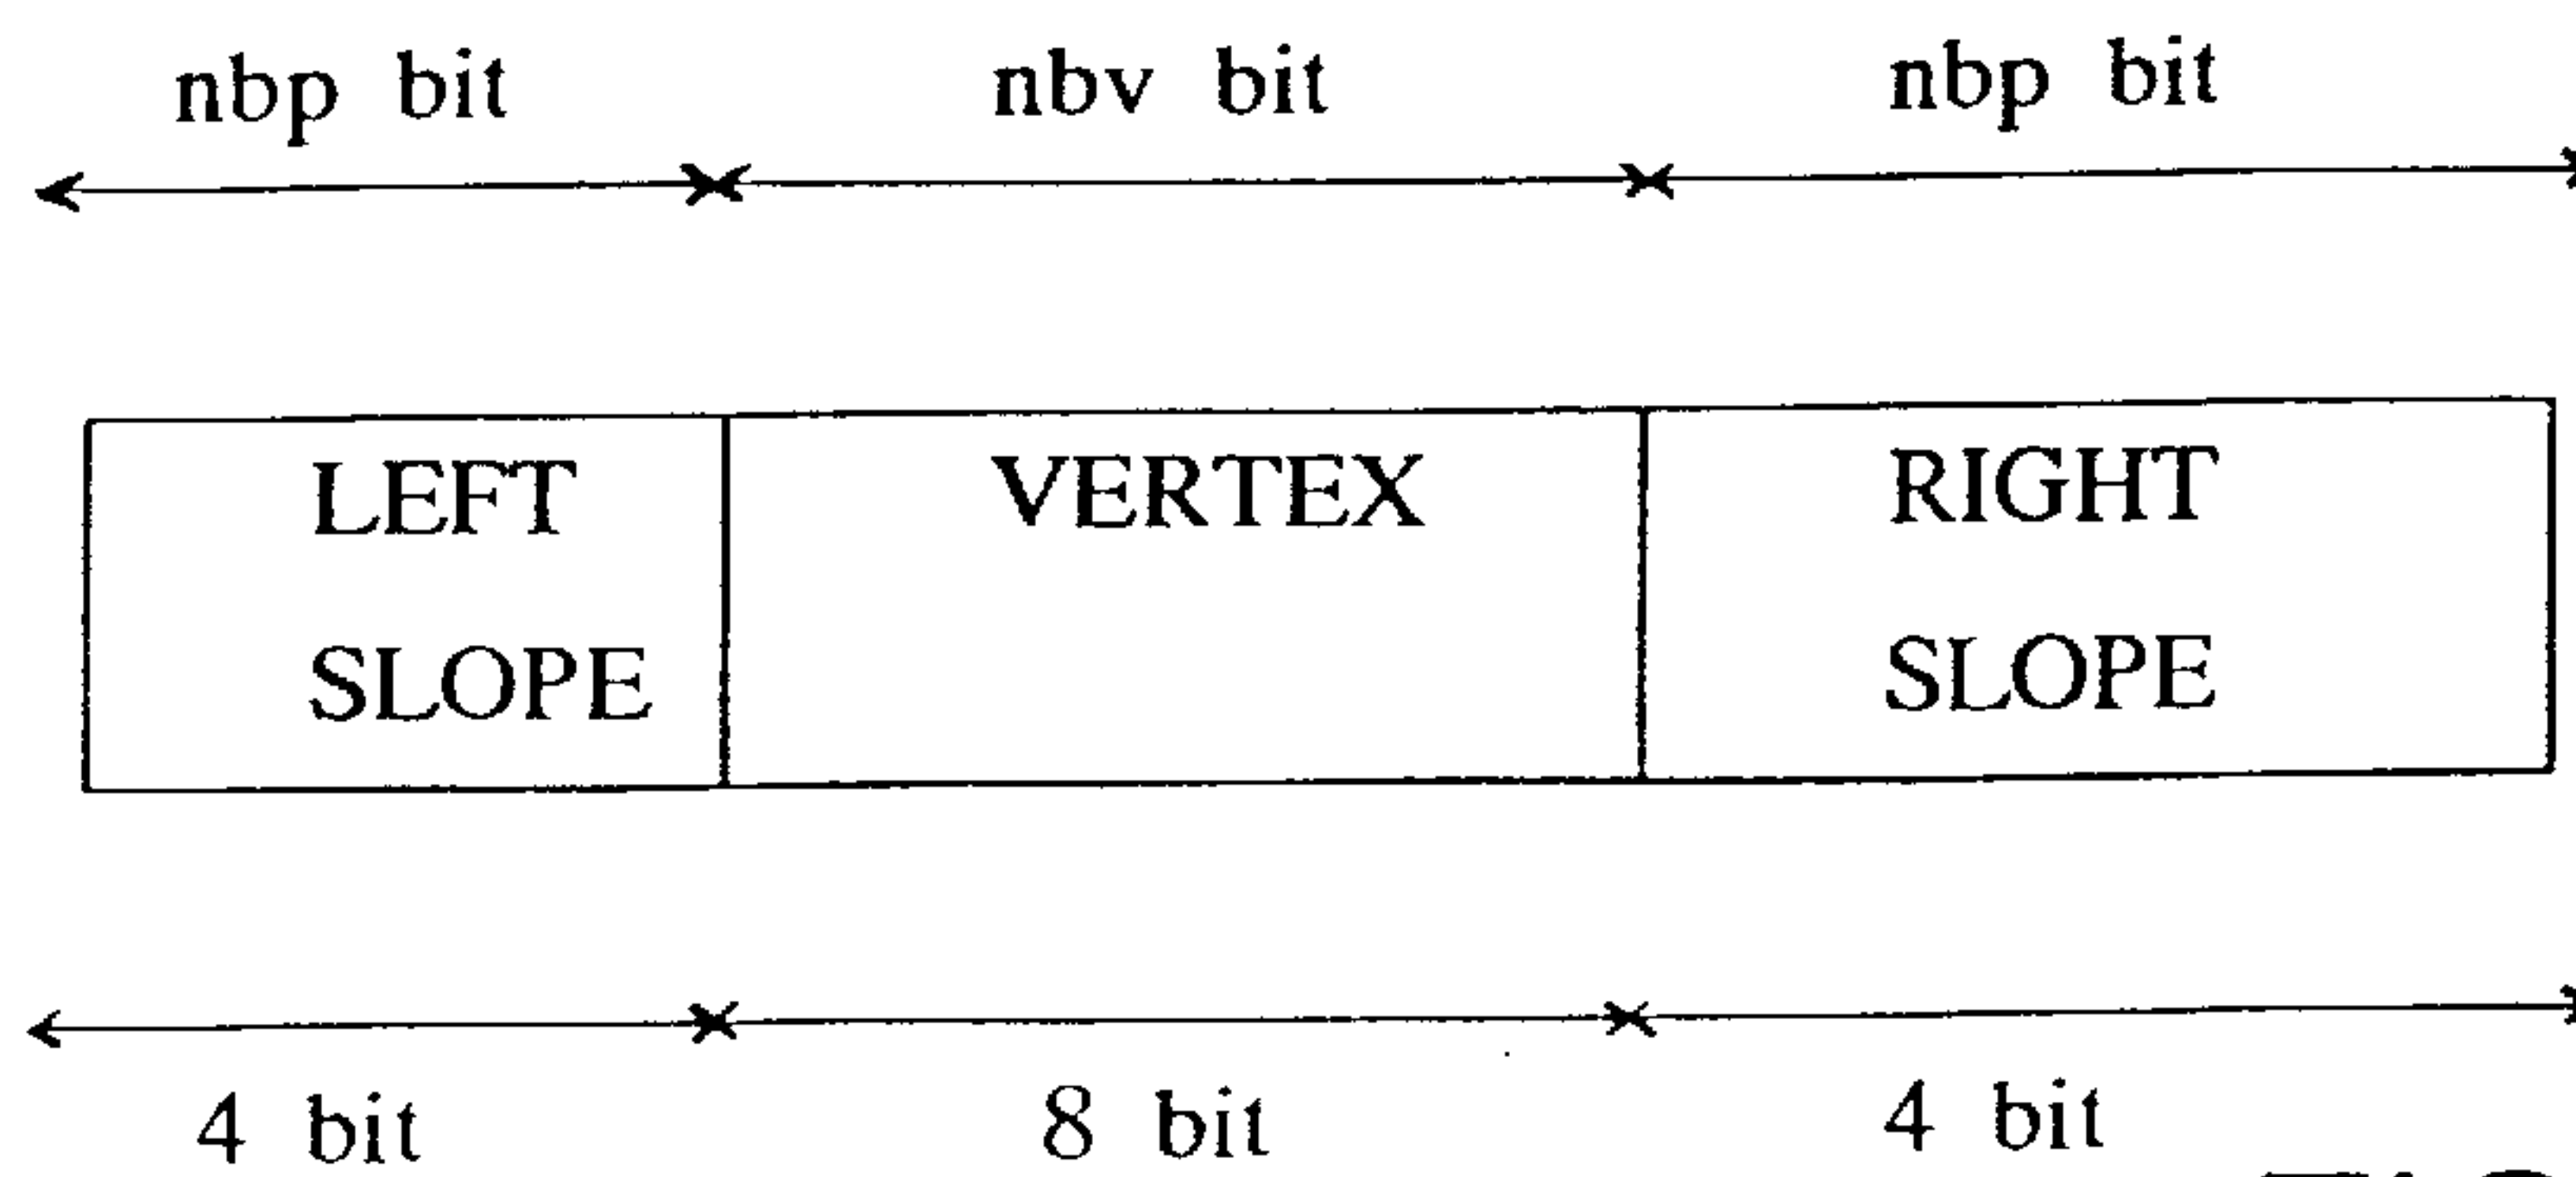 nbp bit nbv bit nbp bit
LEFT VERTEX RIGHT
SLOPE SLOPE
4 bit 8 bit 4 bit